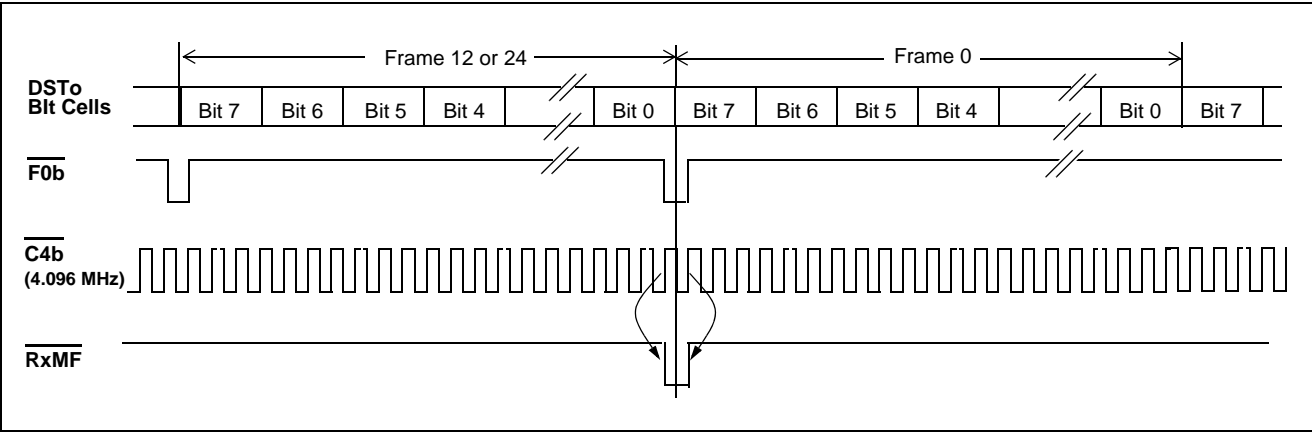 Frame 12 or 24
Frame 0
DSTo
BIt Cells
Bit 7
Bit 6
Bit 5
Bit 4
Bit 0
Bit 7
Bit 6
Bit 5
Bit 4
Bit 0
Bit 7
F0b
C4b
(4.096 MHz)
RxMF